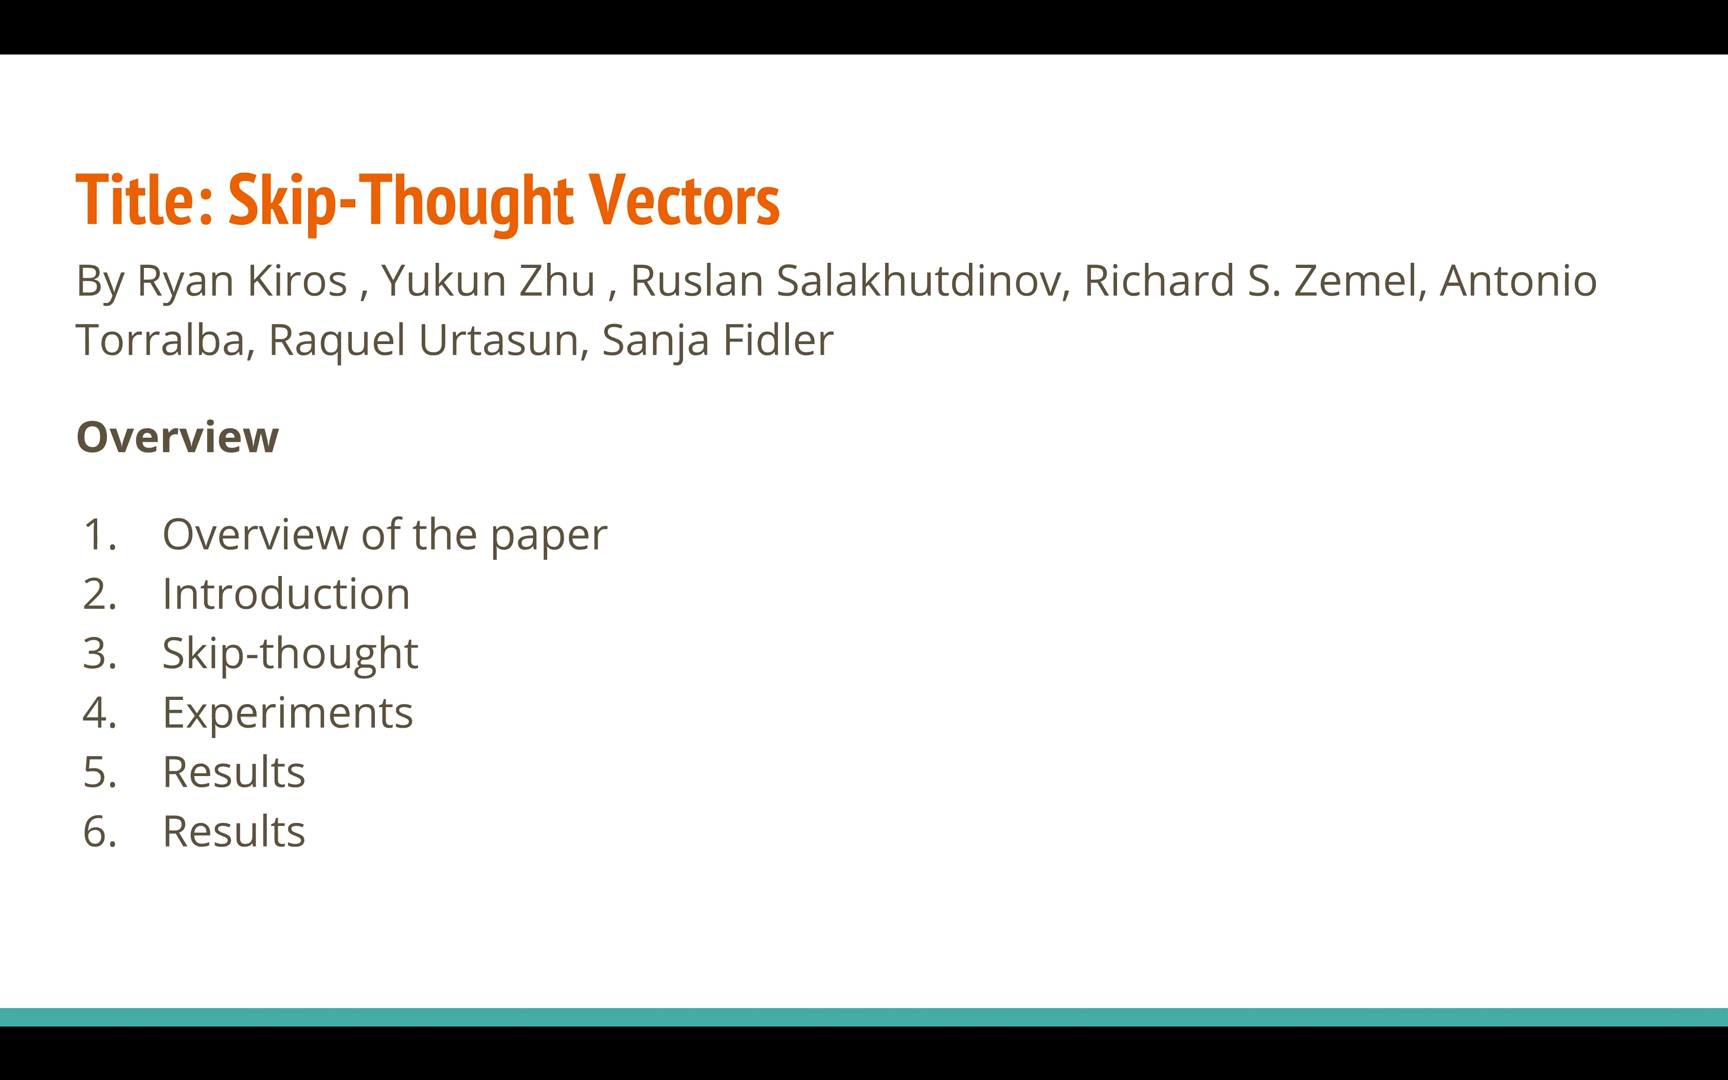 Title: Skip-Thought Vectors
By Ryan Kiros , Yukun Zhu , Ruslan Salakhutdinov, Richard S. Zemel, Antonio
Torralba, Raquel Urtasun, Sanja Fidler
Overview
1. Overview of the paper
2. Introduction
3. Skip-thought
4. Experiments
5. Results
6. Results